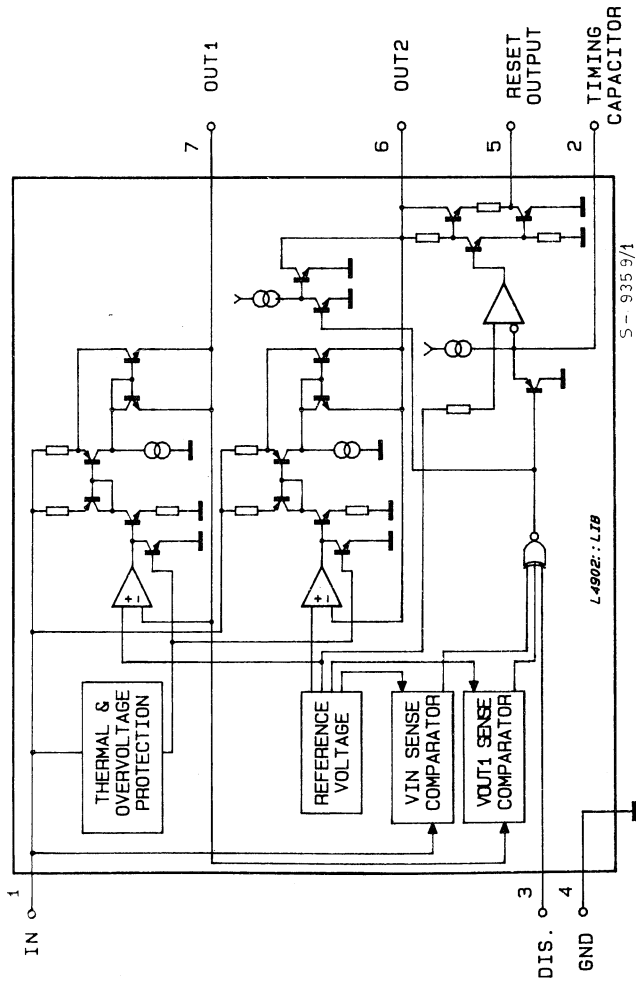 IN
1
THERMAL &
OVERVOLTAGE
PROTECTION
+
-
7
OUT1
REFERENCE
VOLTAGE
+
-
6
OUT2
VIN SENSE
COMPARATOR
VOUT1 SENSE
COMPARATOR
5
RESET
OUTPUT
2
TIMING
CAPACITOR
DIS.
3
GND
4
L4902::LIB
S-9359/1